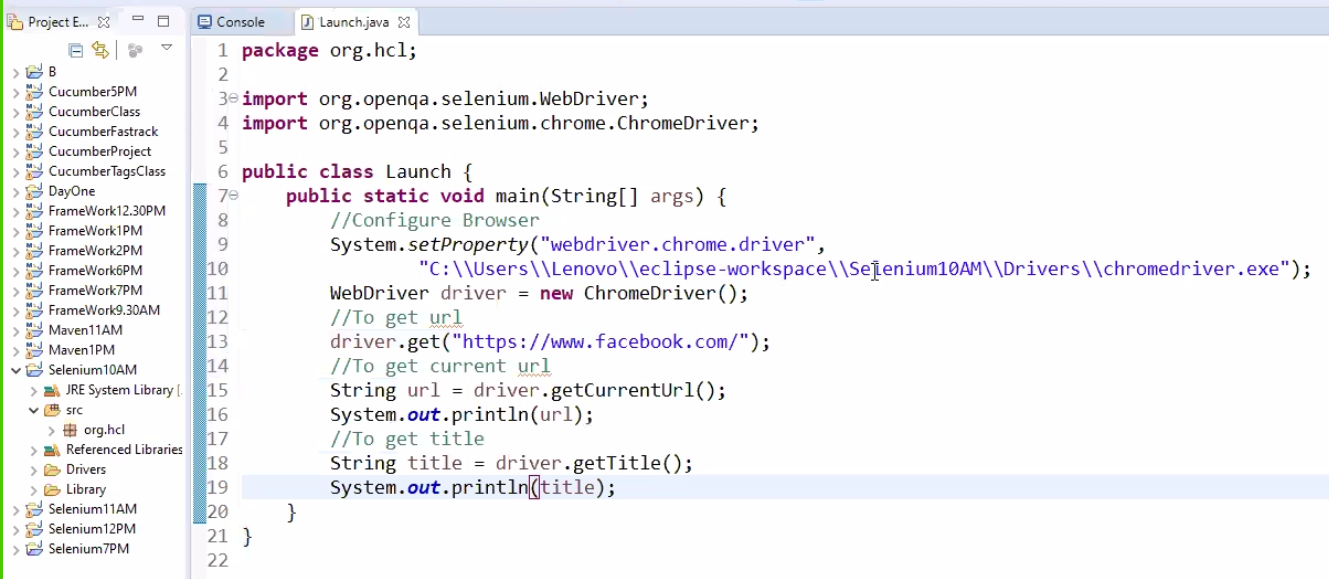 Project E...
Console
Launch.java
B
Cucumber5PM
CucumberClass
CucumberFastrack
CucumberProject
CucumberTagsClass
DayOne
FrameWork12.30PM
FrameWork1PM
FrameWork2PM
FrameWork6PM
FrameWork7PM
FrameWork9.30AM
Maven11AM
Maven1PM
Selenium10AM
JRE System Library [.
src
org.hcl
Referenced Libraries
Drivers
Library
Selenium11AM
Selenium12PM
Selenium7PM
1 package org.hcl;
2
3 import org.openqa.selenium.WebDriver;
4 import org.openqa.selenium.chrome.ChromeDriver;
5
6 public class Launch {
7 public static void main(String[] args) {
8 //Configure Browser
9 System.setProperty("webdriver.chrome.driver",
10 "C:\\Users\\Lenovo\\eclipse-workspace\\Selenium10AM\\Drivers\\chromedriver.exe");
11 WebDriver driver = new ChromeDriver();
12 //To get url
13 driver.get("https://www.facebook.com/");
14 //To get current url
15 String url = driver.getCurrentUrl();
16 System.out.println(url);
17 //To get title
18 String title = driver.getTitle();
19 System.out.println(title);
20 }
21 }
22